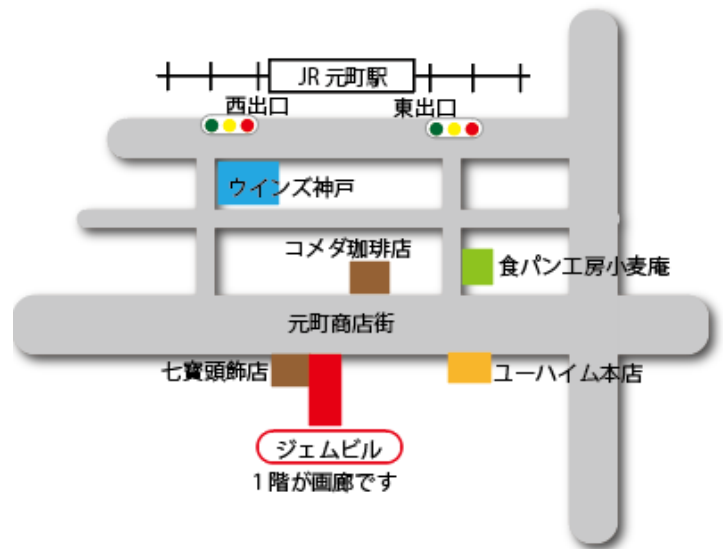 JR 元町駅
西出口
東出口
ウインズ神戸
コメダ珈琲店
食パン工房小麦庵
元町商店街
七寳頭飾店
ユーハイム本店
ジェムビル
1階が画廊です